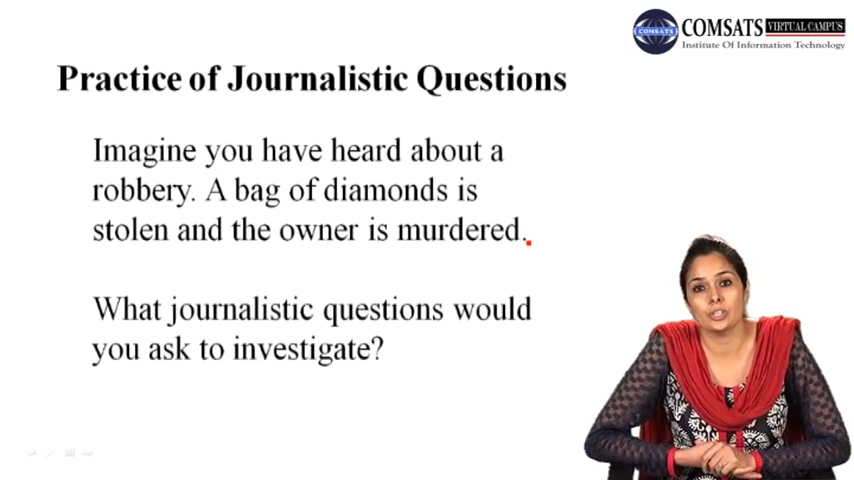 COMSATS VIRTUAL CAMPUS
COMSATS
Institute Of Information Technology
Practice of Journalistic Questions
Imagine you have heard about a
robbery. A bag of diamonds is
stolen and the owner is murdered.
What journalistic questions would
you ask to investigate?